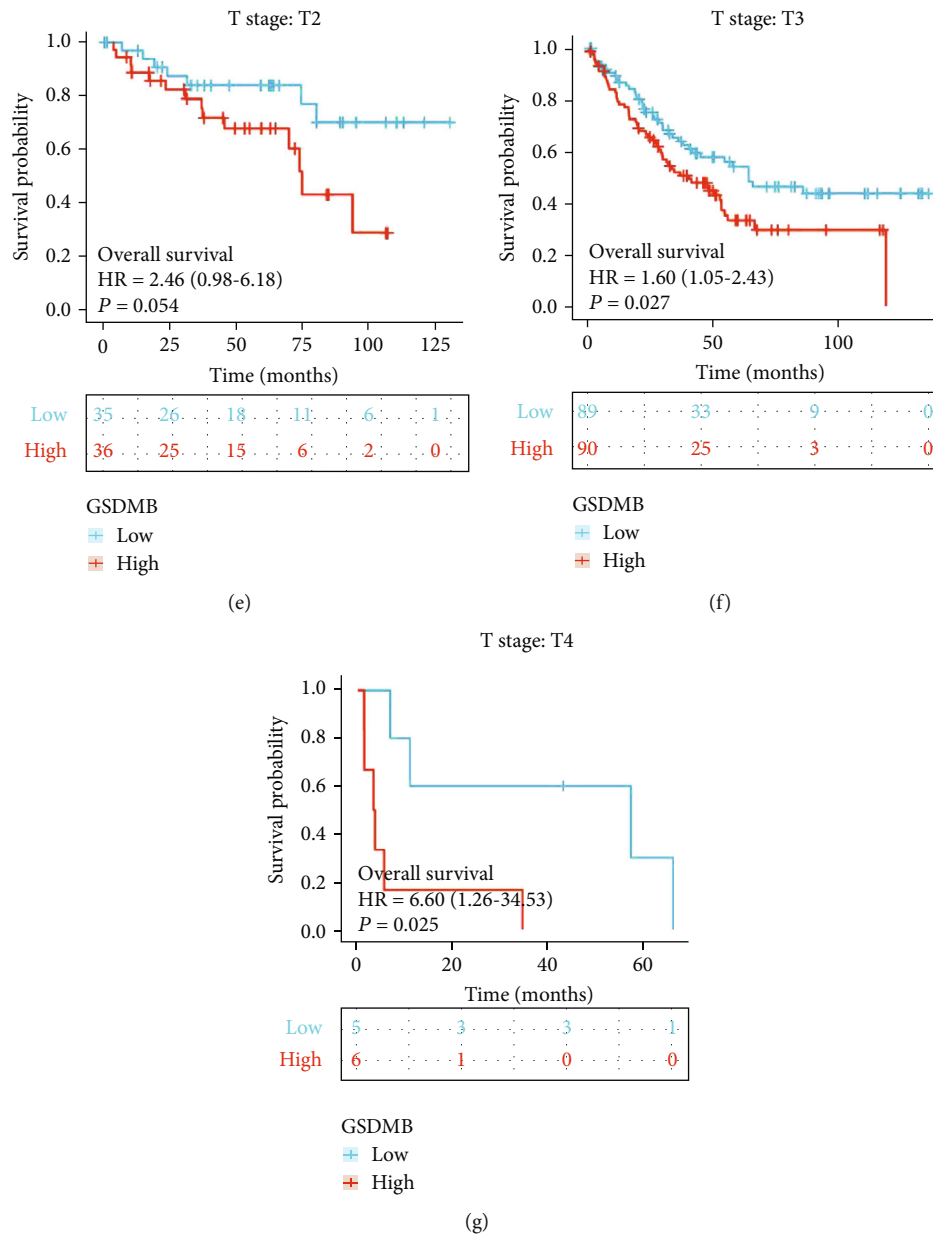 T stage: T2
1.0
0.8
0.6
0.4
0.2
0.0
Survival probability
Overall survival
HR = 2.46 (0.98-6.18)
P = 0.054
0 25 50 75 100 125
Time (months)
Low 35 26 18 11 6 1
High 36 25 15 6 2 0
GSDMB
Low
High
(e)
T stage: T3
1.0
0.8
0.6
0.4
0.2
0.0
Survival probability
Overall survival
HR = 1.60 (1.05-2.43)
P = 0.027
0 50 100
Time (months)
Low 89 33 9 0
High 90 25 3 0
GSDMB
Low
High
(f)
T stage: T4
1.0
0.8
0.6
0.4
0.2
0.0
Survival probability
Overall survival
HR = 6.60 (1.26-34.53)
P = 0.025
0 20 40 60
Time (months)
Low 5 3 3 1
High 6 1 0 0
GSDMB
Low
High
(g)